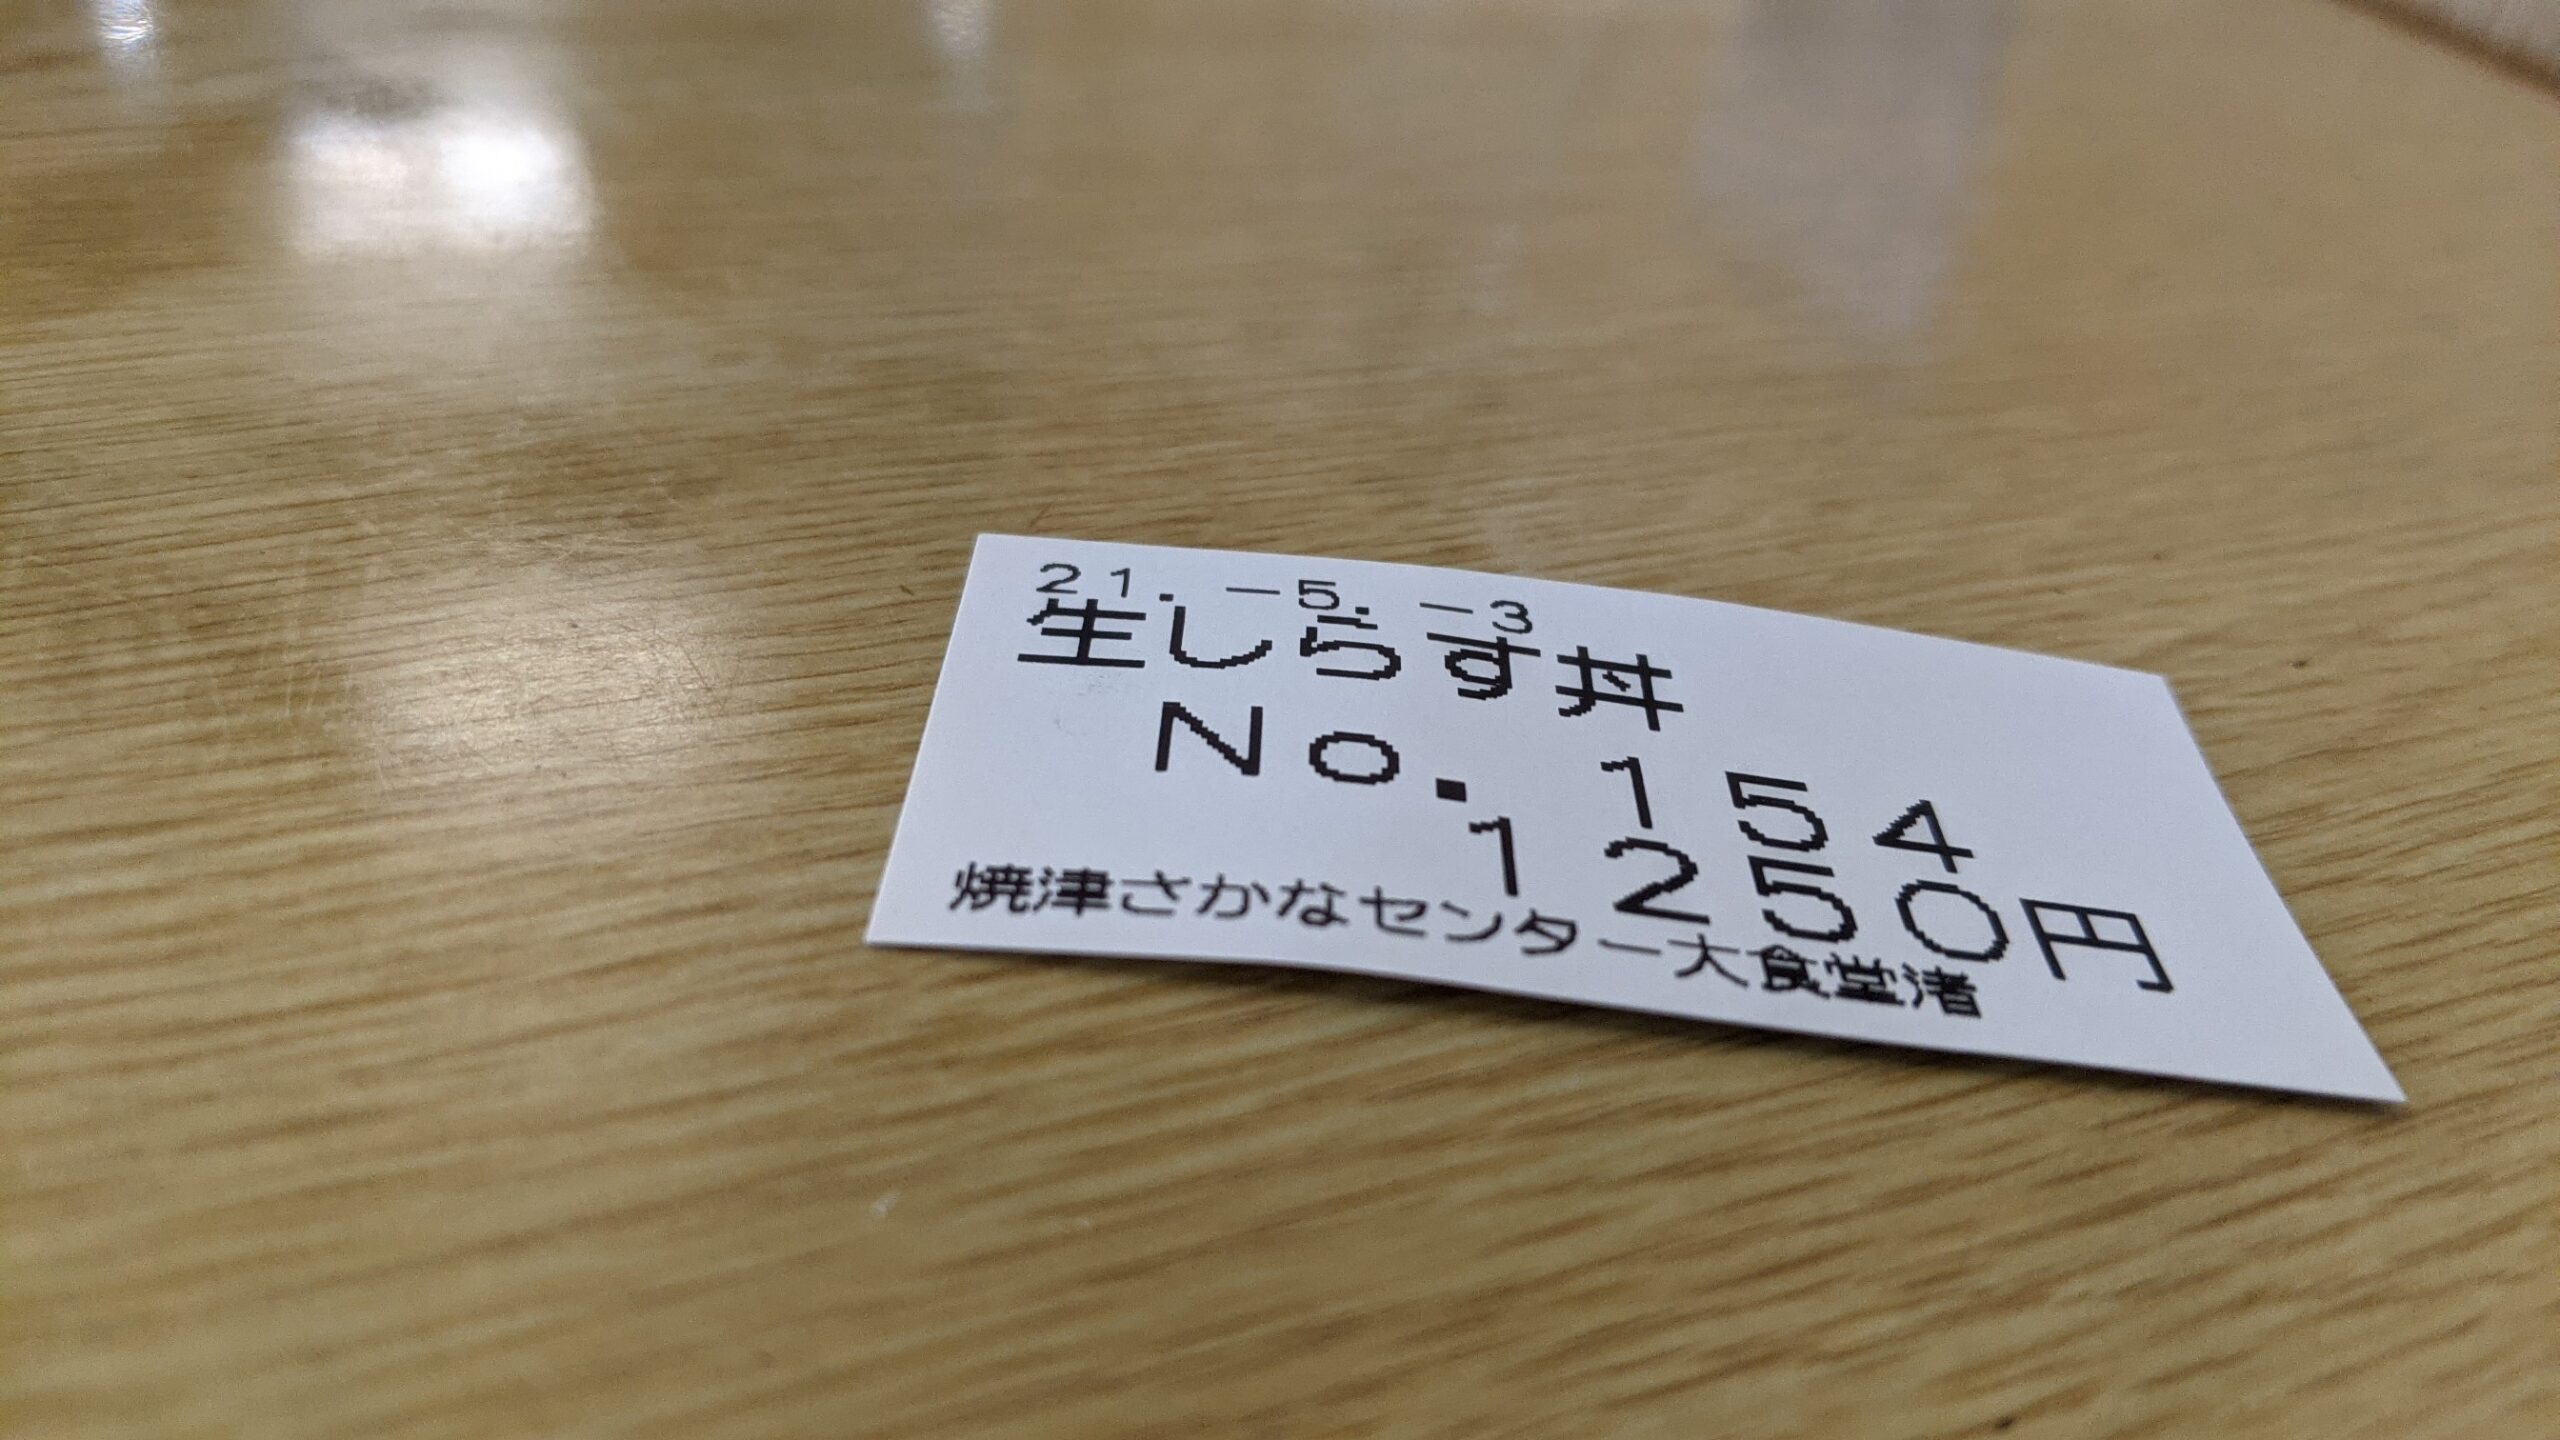 21.-5.-3
生しらす丼
No.154
1250円
焼津さかなセンター大食堂渚